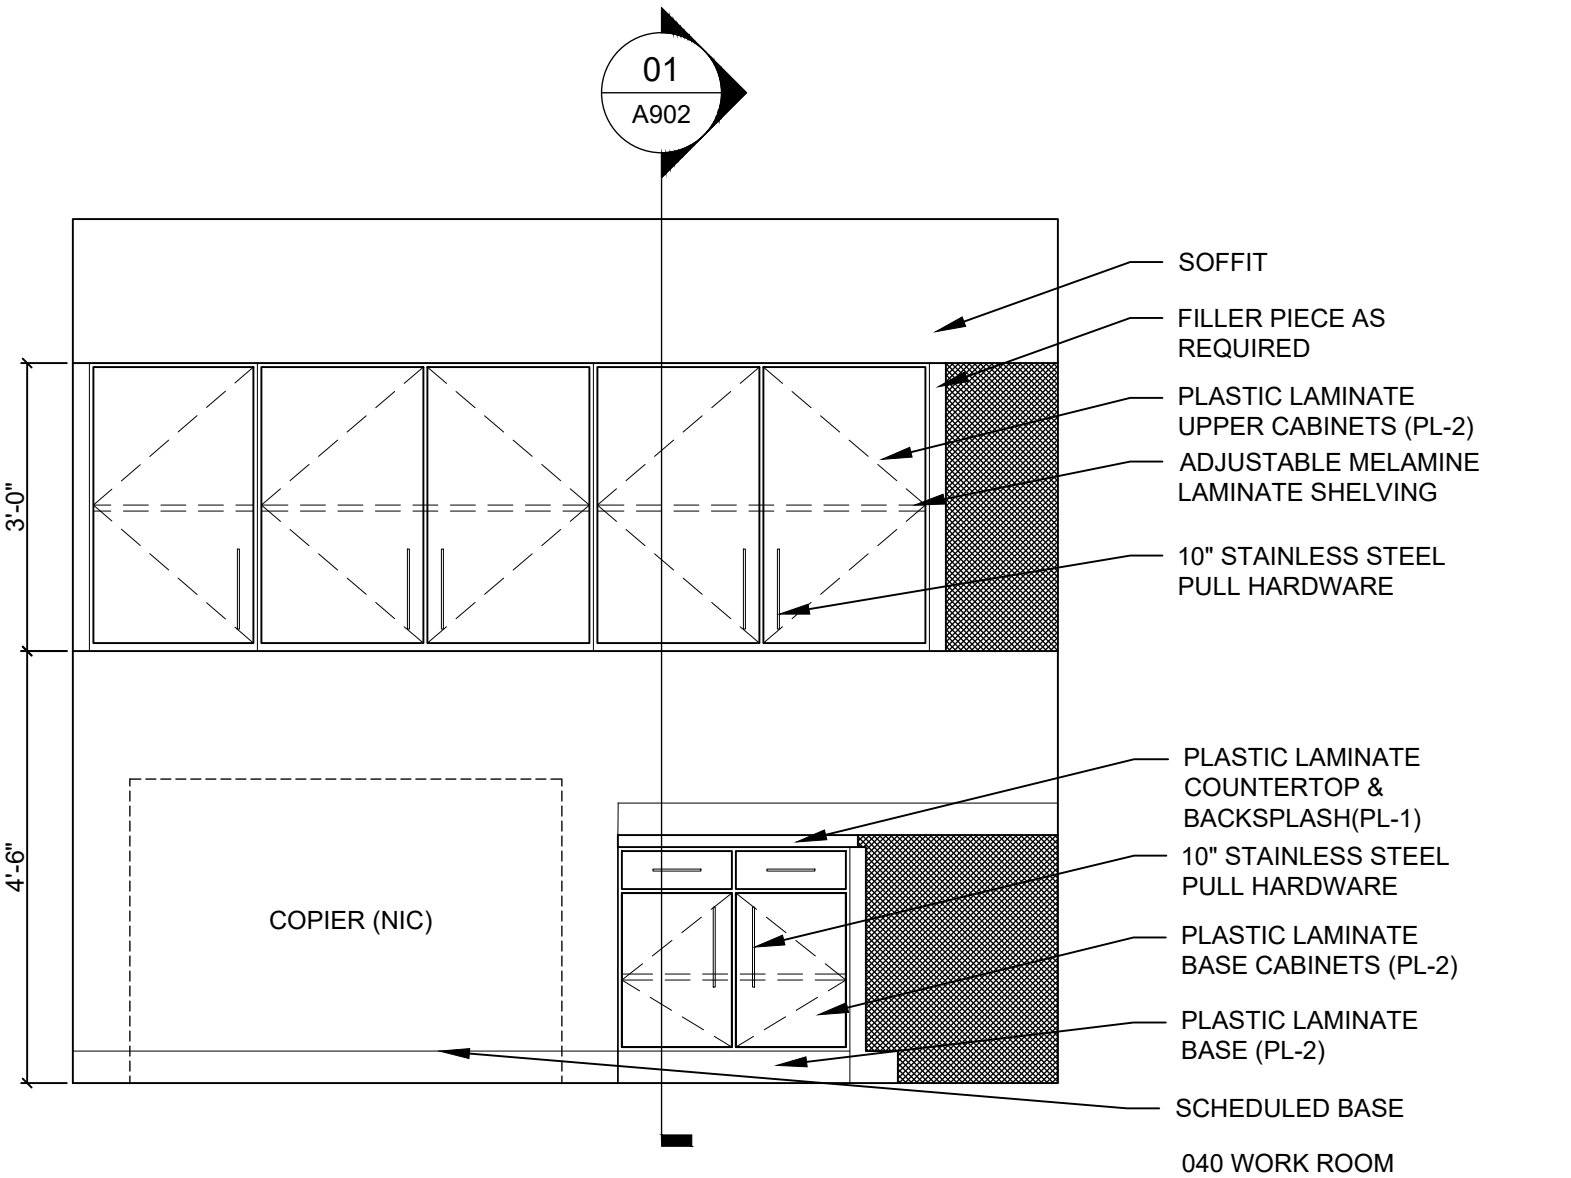 01
A902
SOFFIT
FILLER PIECE AS
REQUIRED
PLASTIC LAMINATE
UPPER CABINETS (PL-2)
ADJUSTABLE MELAMINE
LAMINATE SHELVING
3'-0"
10" STAINLESS STEEL
PULL HARDWARE
PLASTIC LAMINATE
COUNTERTOP &
BACKSPLASH(PL-1)
10" STAINLESS STEEL
PULL HARDWARE
4'-6"
COPIER (NIC)
PLASTIC LAMINATE
BASE CABINETS (PL-2)
PLASTIC LAMINATE
BASE (PL-2)
SCHEDULED BASE
040 WORK ROOM